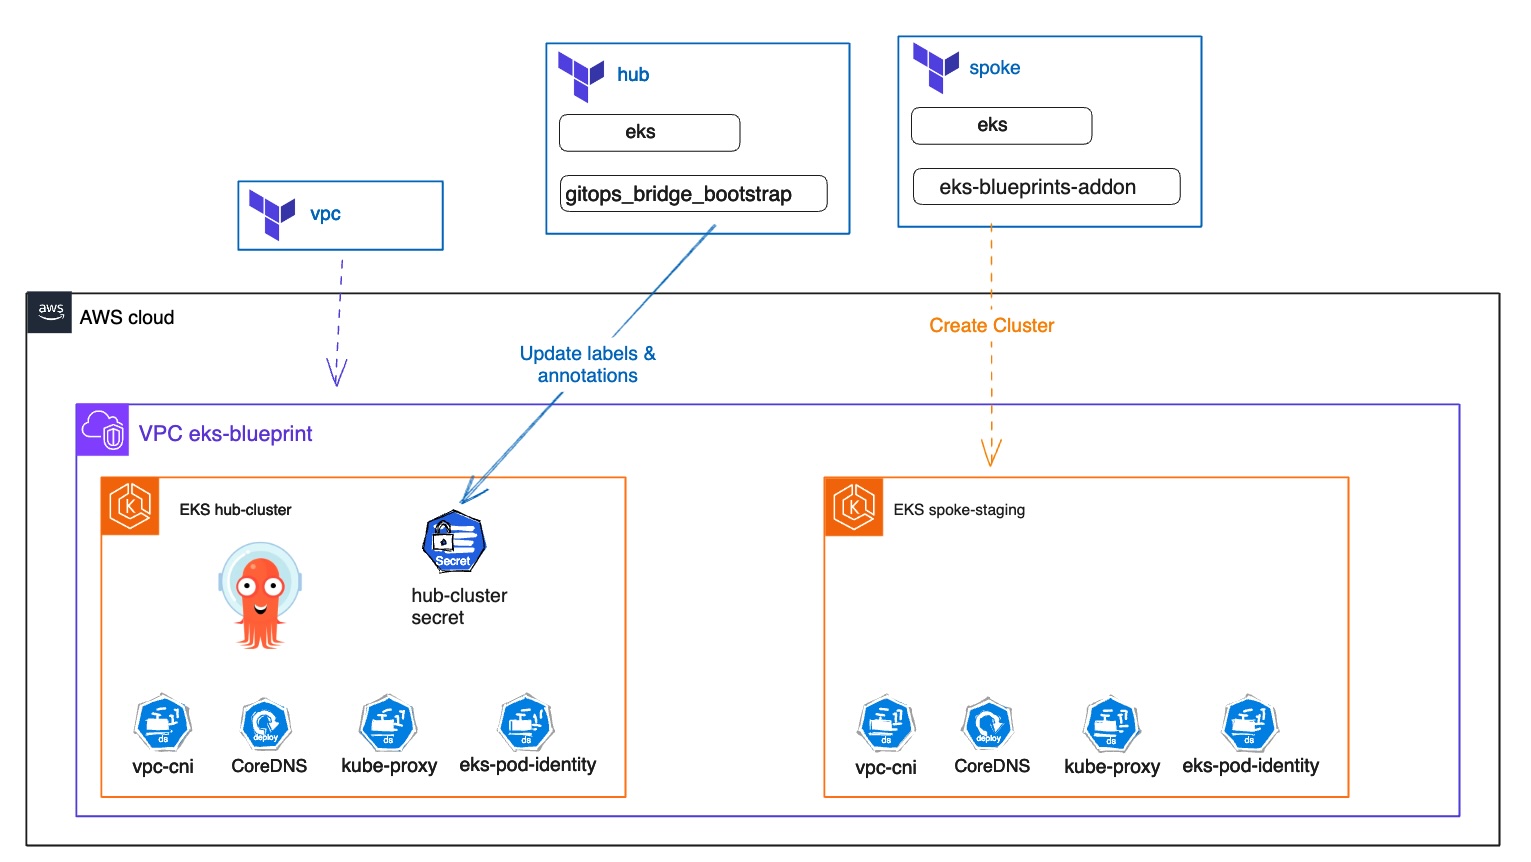 hub
spoke
eks
eks
gitops_bridge_bootstrap
eks-blueprints-addon
vpc
aws
AWS cloud
Create Cluster
Update labels &
annotations
VPC eks-blueprint
EKS hub-cluster
EKS spoke-staging
Secret
hub-cluster
secret
ds
deploy
ds
ds
ds
deploy
ds
ds
vpc-cni
CoreDNS
kube-proxy
eks-pod-identity
vpc-cni
CoreDNS
kube-proxy
eks-pod-identity